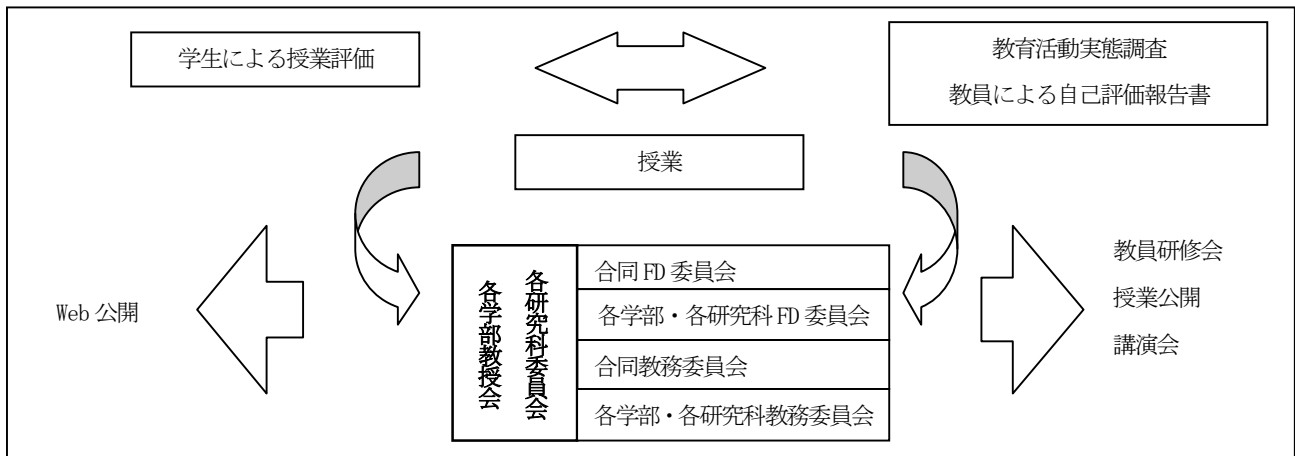 学生による授業評価
教育活動実態調査
教員による自己評価報告書
授業
Web 公開
各研究科委員会
各学部教授会
合同 FD 委員会
各学部・各研究科 FD 委員会
合同教務委員会
各学部・各研究科教務委員会
教員研修会
授業公開
講演会